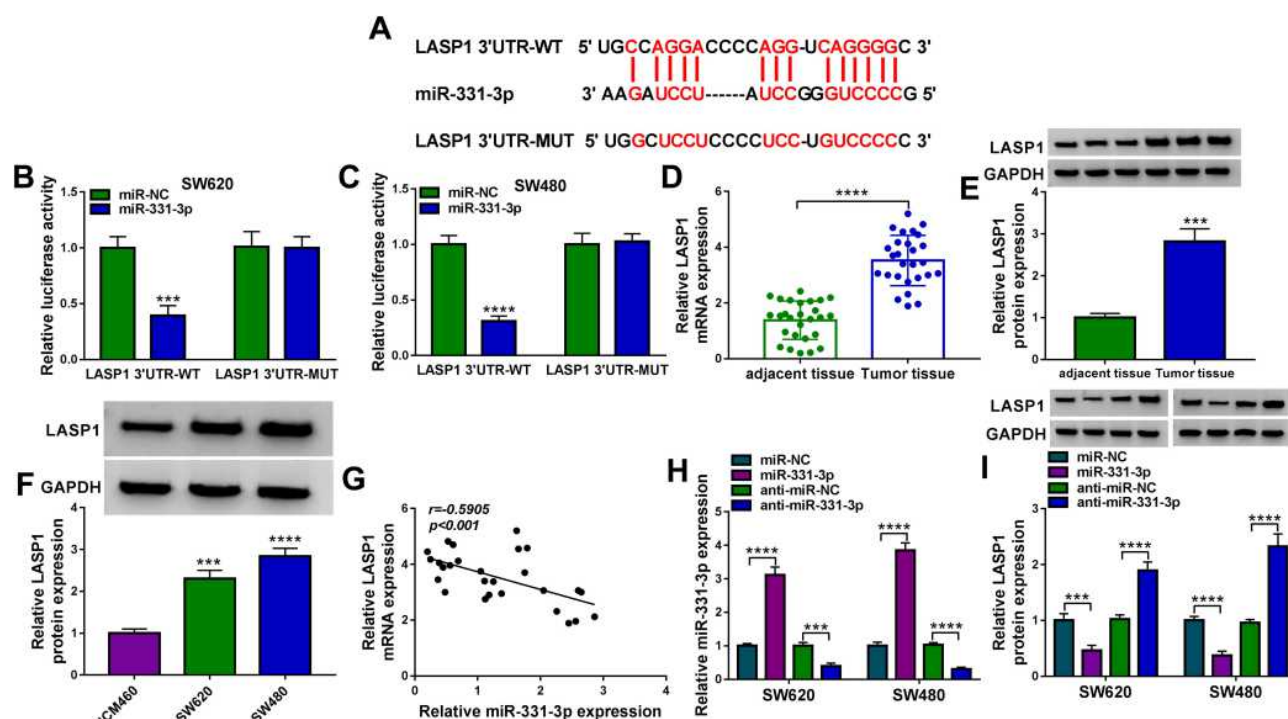 A
LASP1 3'UTR-WT 5' UGCCAGGACCCCAGG-UCAGGGGC 3'
miR-331-3p 3' AAGAUCCU------AUCCGGGUCCCCG 5'
LASP1 3'UTR-MUT 5' UGGCUCCUCCCCUCC-UGUCCCCC 3'
B
SW620
miR-NC
miR-331-3p
Relative luciferase activity
1.5
1.0
0.5
0.0
***
LASP1 3'UTR-WT LASP1 3'UTR-MUT
C
SW480
miR-NC
miR-331-3p
Relative luciferase activity
1.5
1.0
0.5
0.0
****
LASP1 3'UTR-WT LASP1 3'UTR-MUT
D
Relative LASP1
mRNA expression
6
4
2
0
****
adjacent tissue Tumor tissue
E
LASP1
GAPDH
Relative LASP1
protein expression
4
3
2
1
0
***
adjacent tissue Tumor tissue
F
LASP1
GAPDH
Relative LASP1
protein expression
4
3
2
1
0
***
****
NCM460
SW620
SW480
G
r=-0.5905
p<0.001
Relative LASP1
mRNA expression
6
4
2
0
0 1 2 3 4
Relative miR-331-3p expression
H
miR-NC
miR-331-3p
anti-miR-NC
anti-miR-331-3p
Relative miR-331-3p expression
5
4
3
2
1
0
****
***
****
****
SW620 SW480
I
LASP1
GAPDH
miR-NC
miR-331-3p
anti-miR-NC
anti-miR-331-3p
Relative LASP1
protein expression
3
2
1
0
***
****
****
****
SW620 SW480